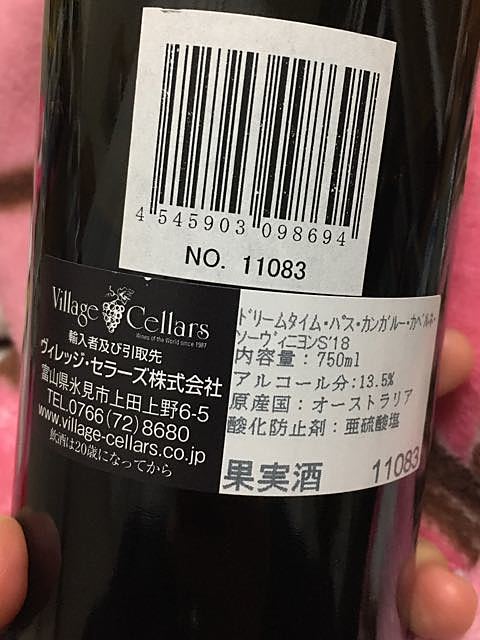 4 545903 098694
NO. 11083
Village Cellars
Wines of the World since 1987
輸入者及び引取先
ヴィレッジ・セラーズ株式会社
富山県氷見市上田上野6-5
TEL.0766(72)8680
www.village-cellars.co.jp
飲酒は20歳になってから
ドリームタイム・パス・カンガルー・カベルネ・
ソーヴィニヨンS'18
内容量:750ml
アルコール分:13.5%
原産国:オーストラリア
酸化防止剤:亜硫酸塩
果実酒 11083